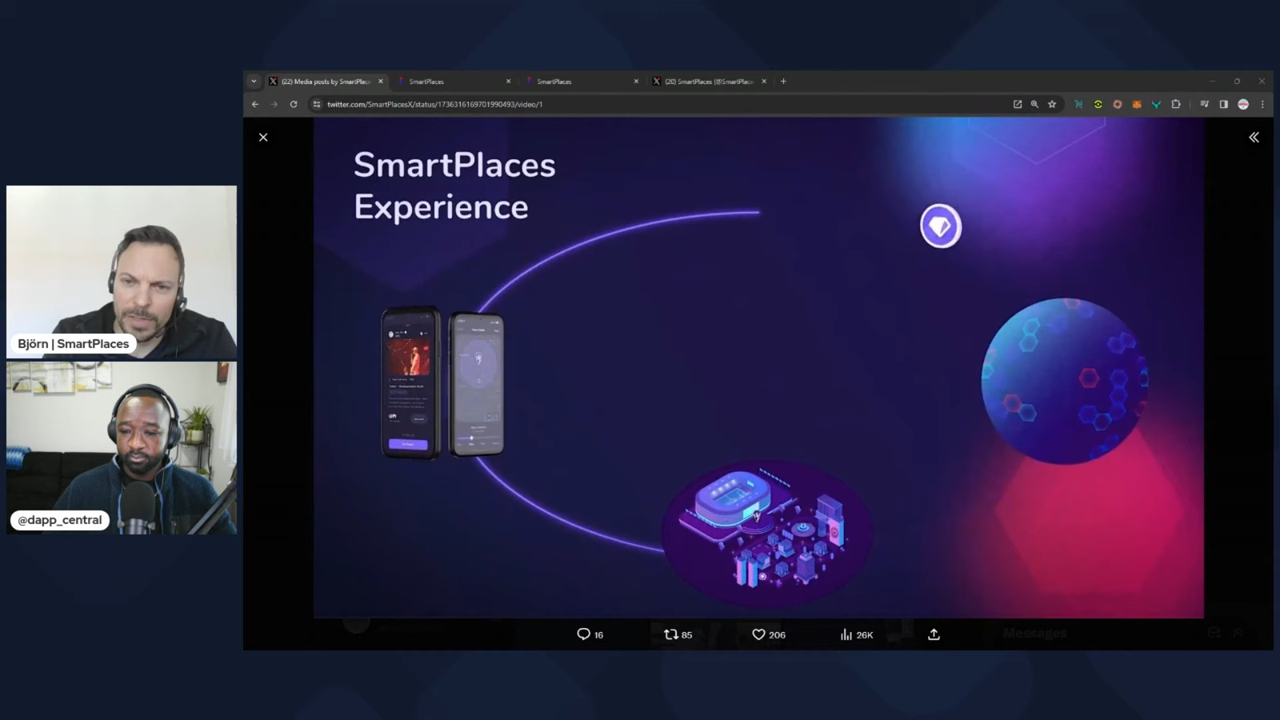 (22) Media posts by SmartPlac
SmartPlaces
SmartPlaces
(20) SmartPlaces (@SmartPlac
twitter.com/SmartPlacesX/status/1736316169701990493/video/1
SmartPlaces
Experience
Björn | SmartPlaces
@dapp_central
16
85
206
26K
Messages